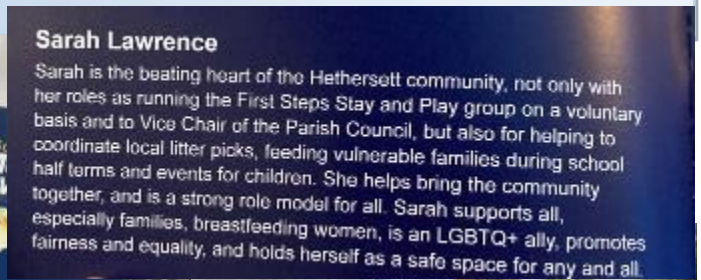 Sarah Lawrence
Sarah is the beating heart of the Hethersett community, not only with
her roles as running the First Steps Stay and Play group on a voluntary
basis and to Vice Chair of the Parish Council, but also for helping to
coordinate local litter picks, feeding vulnerable families during school
half terms and events for children. She helps bring the community
together, and is a strong role model for all. Sarah supports all,
especially families, breastfeeding women, is an LGBTQ+ ally, promotes
fairness and equality, and holds herself as a safe space for any and all.